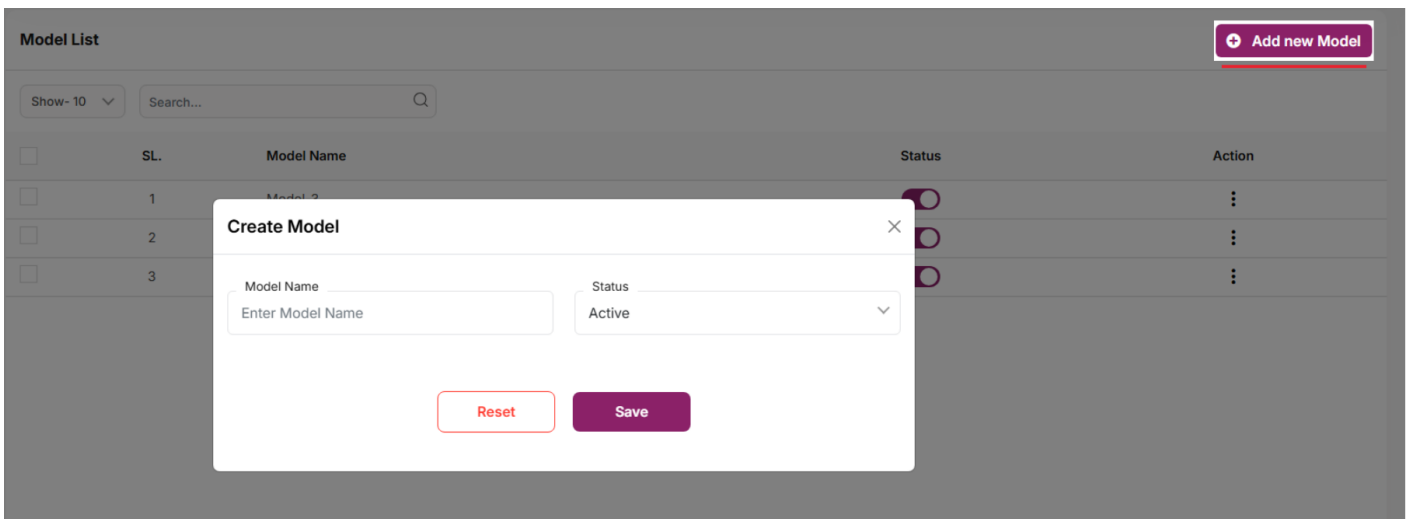 Model List
Add new Model
Show- 10
Search...
SL. Model Name Status Action
1 Model
2
3
Create Model
Model Name Status
Enter Model Name Active
Reset Save